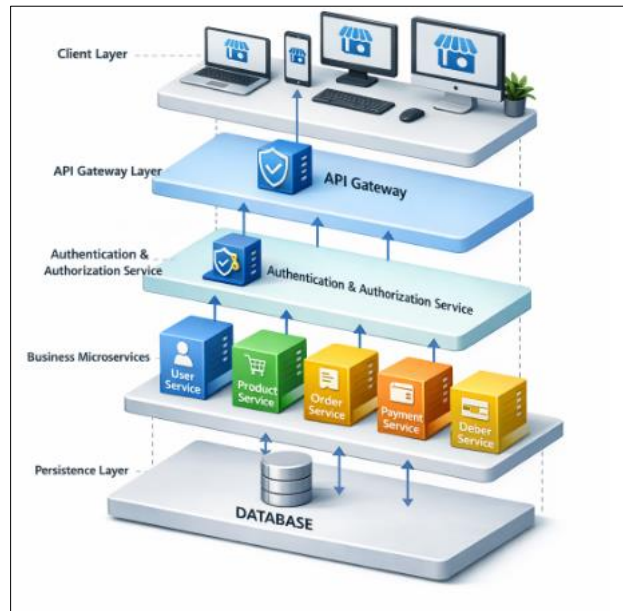 Client Layer
API Gateway Layer
API Gateway
Authentication &
Authorization Service
Authentication & Authorization Service
Business Microservices
User
Service
Product
Service
Order
Service
Payment
Service
Deber
Service
Persistence Layer
DATABASE